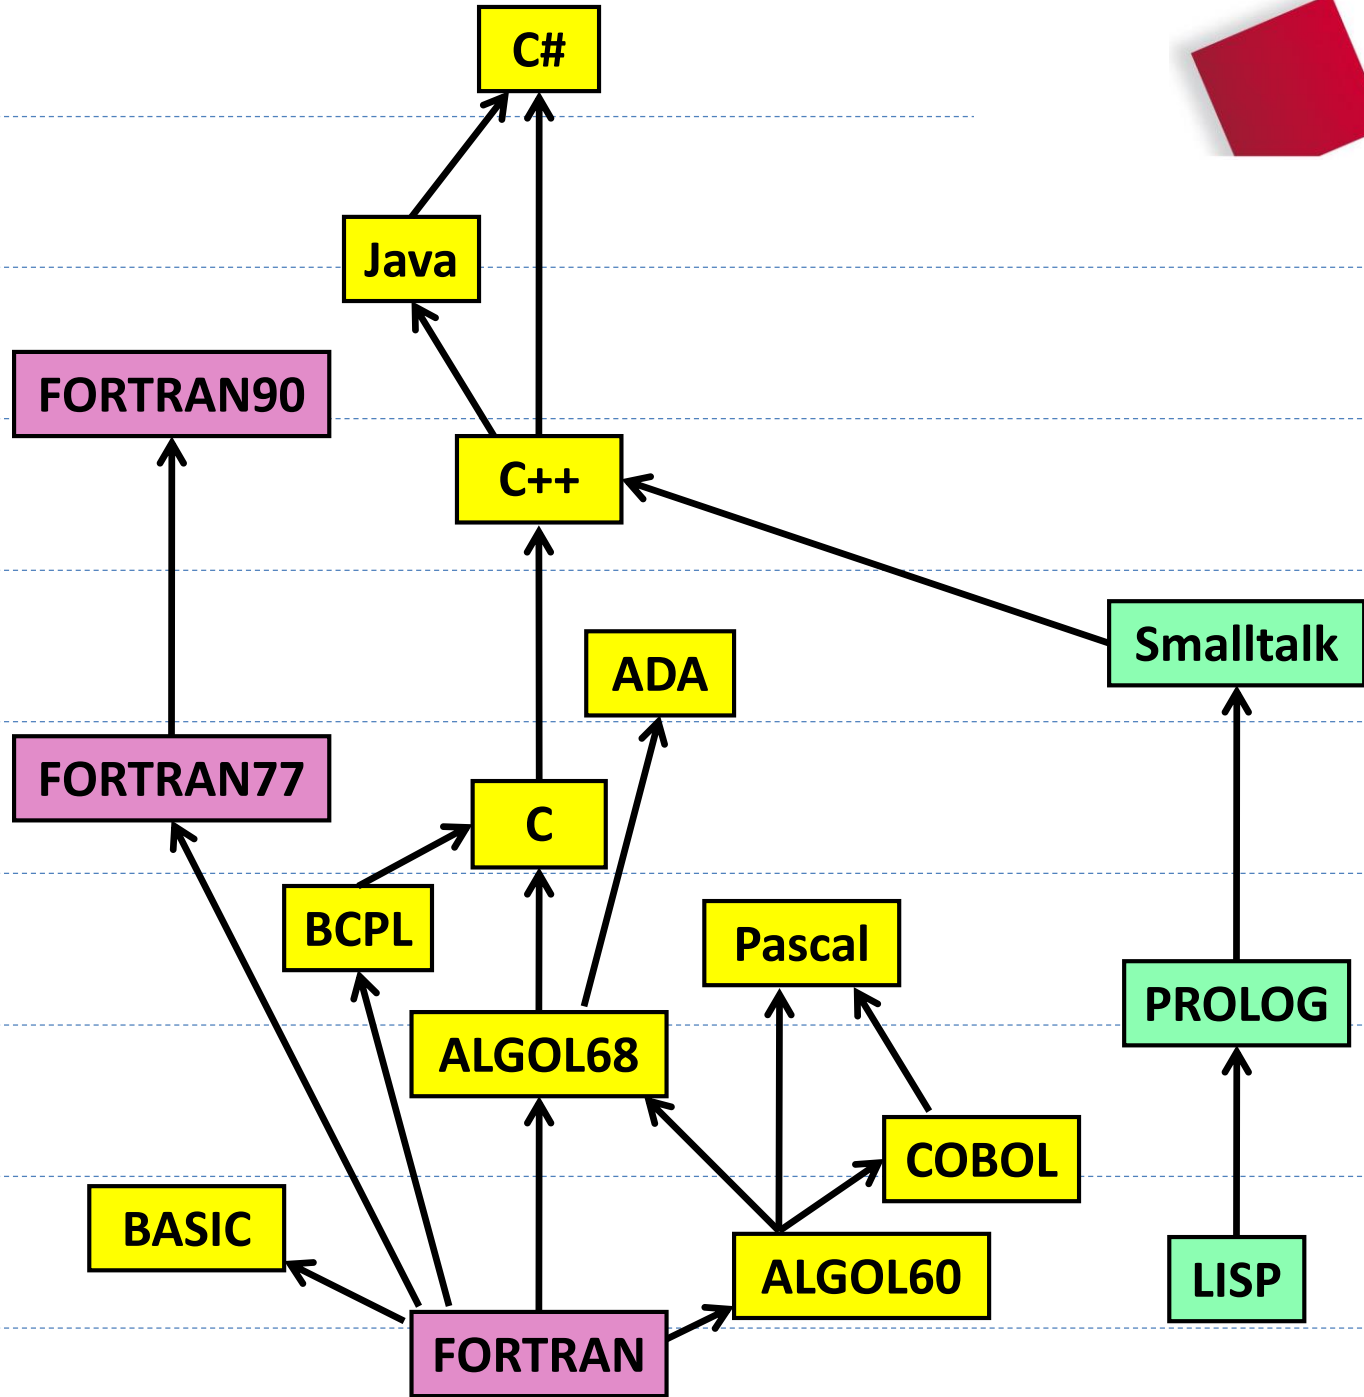 C#
Java
FORTRAN90
C++
Smalltalk
ADA
FORTRAN77
C
BCPL
Pascal
PROLOG
ALGOL68
COBOL
BASIC
ALGOL60
LISP
FORTRAN